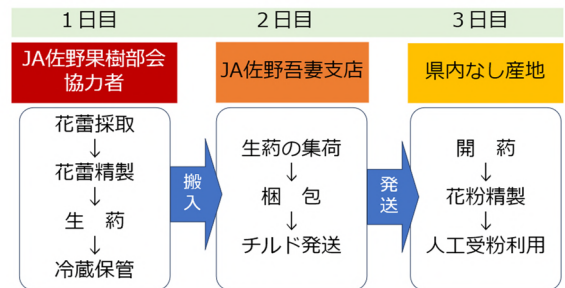 1日目
2日目
3日目
JA佐野果樹部会
協力者
JA佐野吾妻支店
県内なし産地
花蕾採取
↓
花蕾精製
↓
生　葯
↓
冷蔵保管
搬入
生葯の集荷
↓
梱　包
↓
チルド発送
発送
開　葯
↓
花粉精製
↓
人工受粉利用